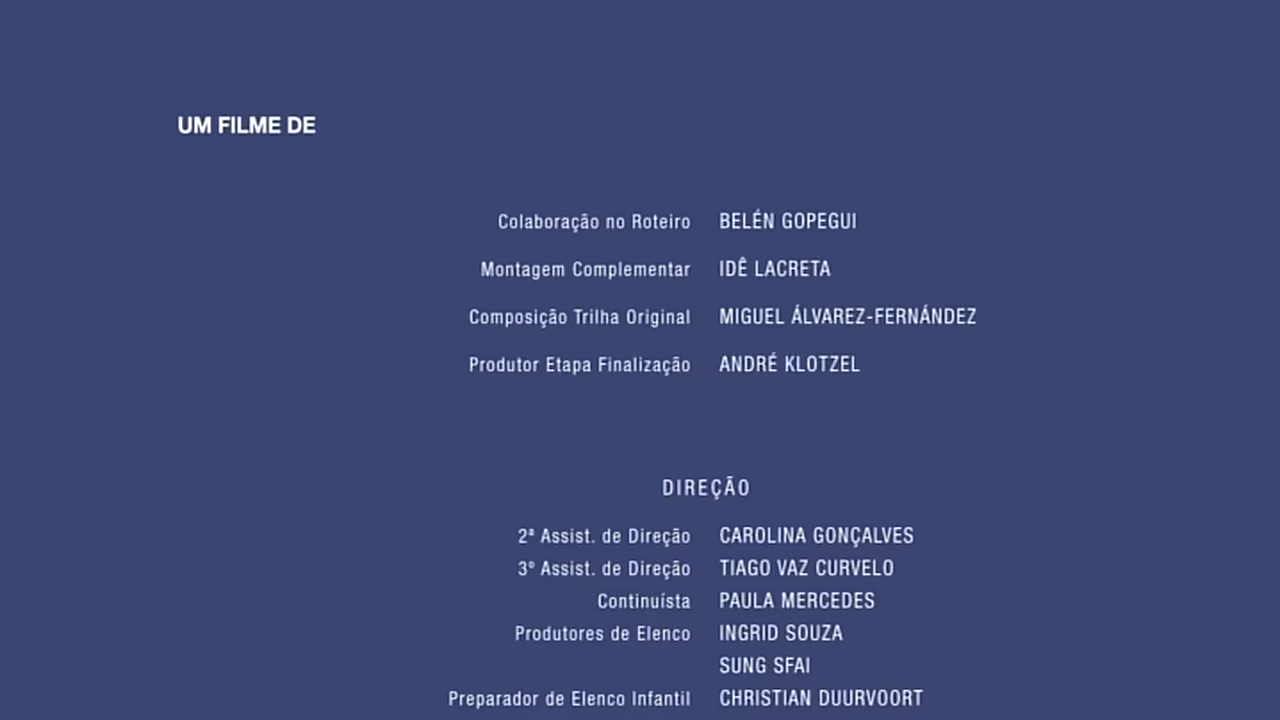 UM FILME DE
Colaboração no Roteiro BELÉN GOPEGUI
Montagem Complementar IDÊ LACRETA
Composição Trilha Original MIGUEL ÁLVAREZ-FERNÁNDEZ
Produtor Etapa Finalização ANDRÉ KLOTZEL
DIREÇÃO
2ª Assist. de Direção CAROLINA GONÇALVES
3º Assist. de Direção TIAGO VAZ CURVELO
Continuísta PAULA MERCEDES
Produtores de Elenco INGRID SOUZA
SUNG SFAI
Preparador de Elenco Infantil CHRISTIAN DUURVOORT